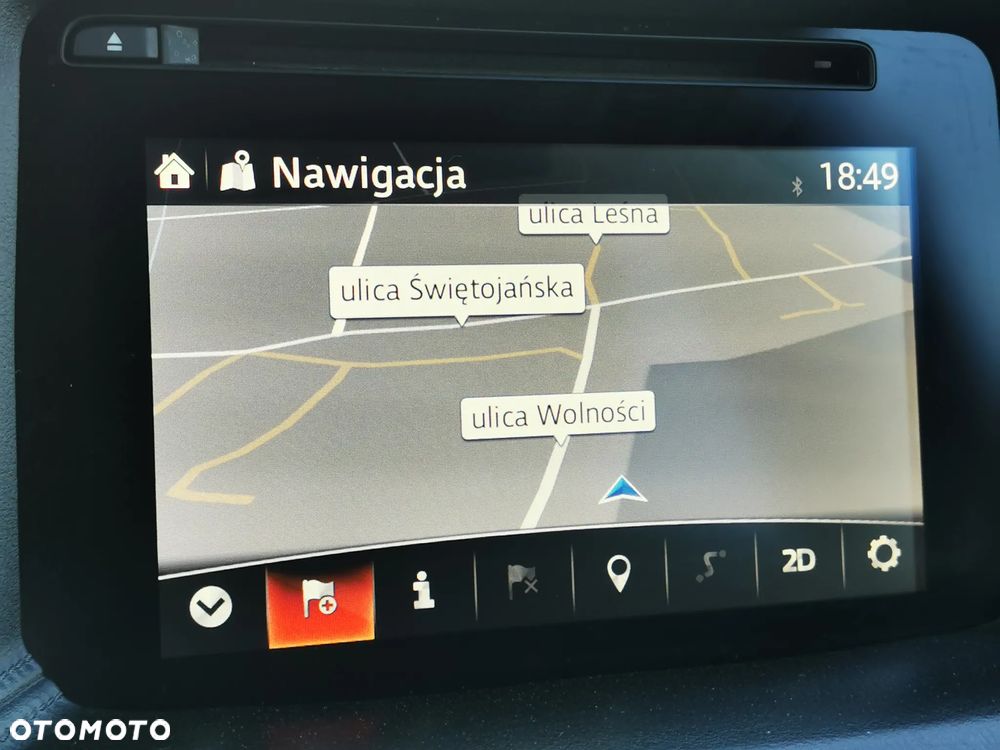 Nawigacja
18:49
ulica Leśna
ulica Świętojańska
ulica Wolności
2D
OTOMOTO